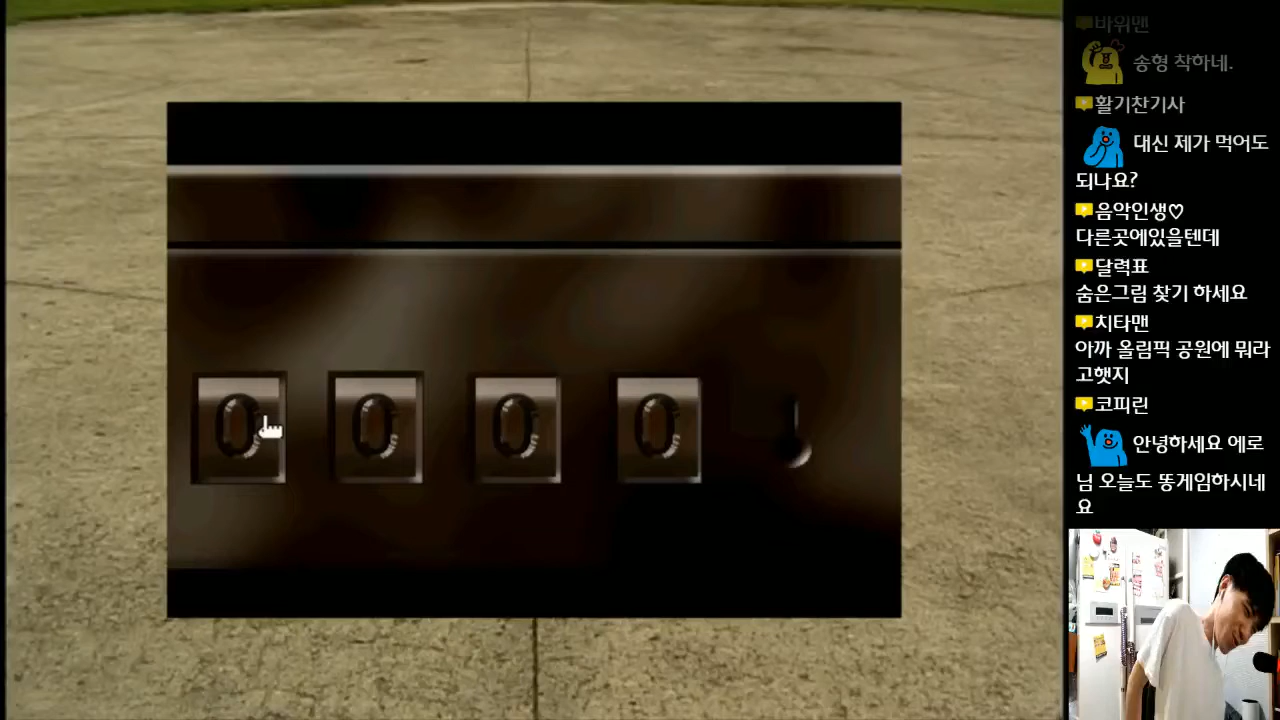 0 0 0 0
바위맨
송형 착하네.
활기찬기사
대신 제가 먹어도
되나요?
음악인생♡
다른곳에있을텐데
달력표
숨은그림 찾기 하세요
치타맨
아까 올림픽 공원에 뭐라
고햇지
코피린
안녕하세요 에로
님 오늘도 똥게임하시네
요